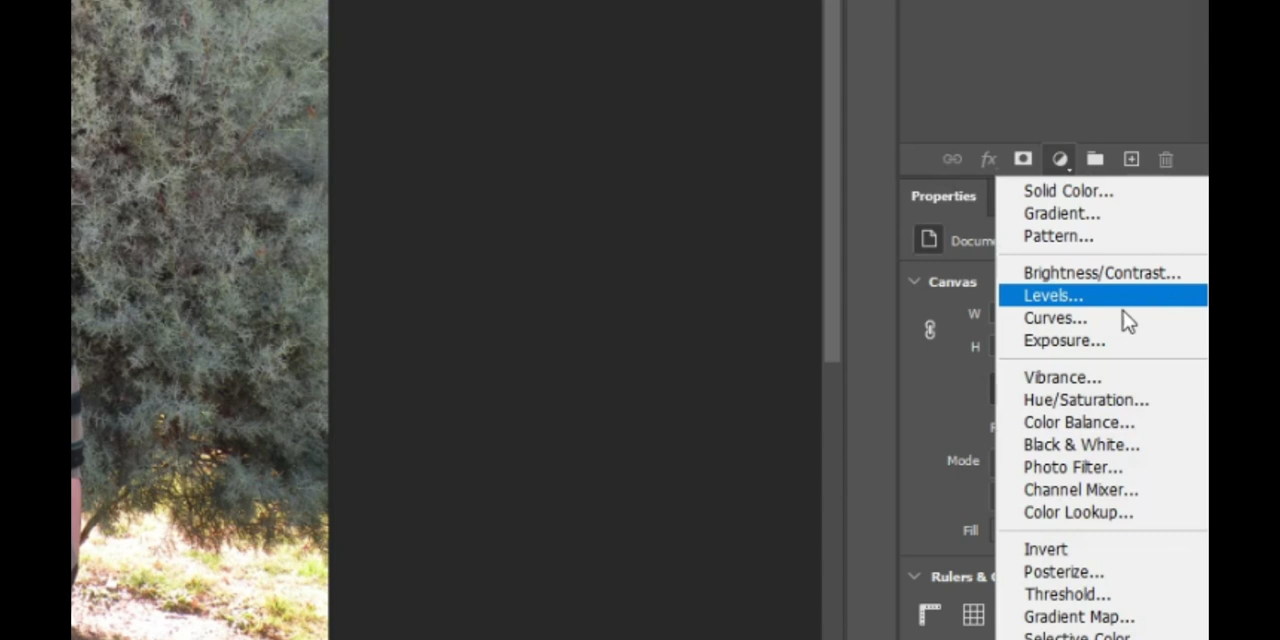 fx
Properties
Docum
Canvas
W
H
Mode
Fill
Rulers & G
Solid Color...
Gradient...
Pattern...
Brightness/Contrast...
Levels...
Curves...
Exposure...
Vibrance...
Hue/Saturation...
Color Balance...
Black & White...
Photo Filter...
Channel Mixer...
Color Lookup...
Invert
Posterize...
Threshold...
Gradient Map...
Selective Color